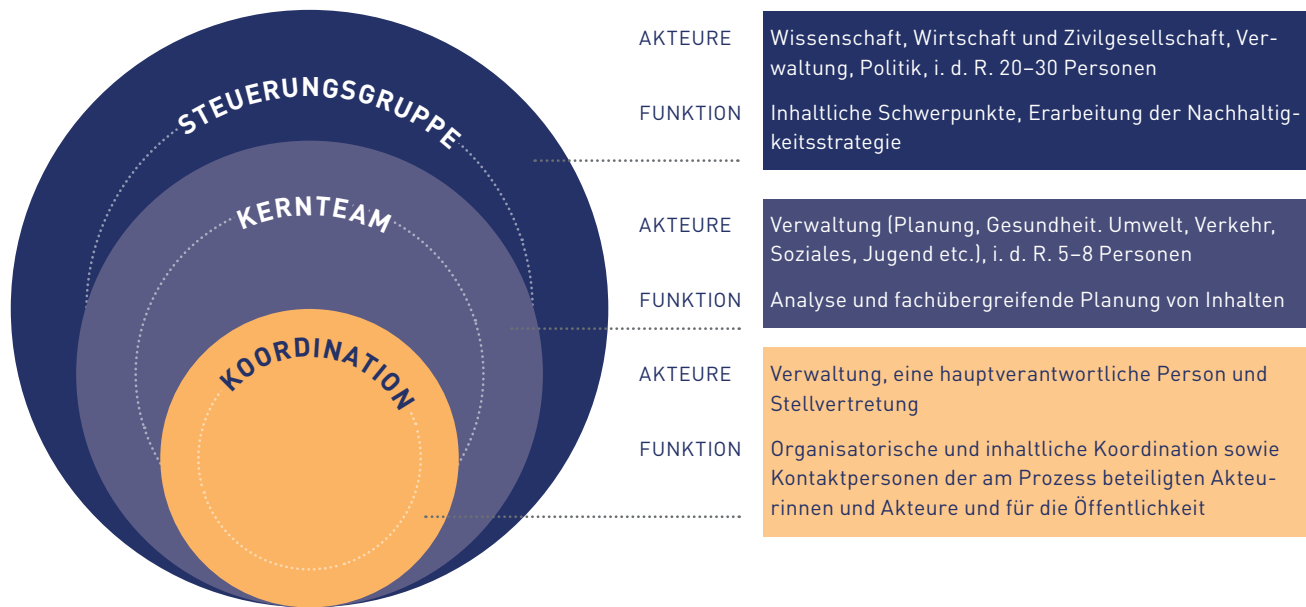 STEUERUNGSGRUPPE
KERNTEAM
KOORDINATION
AKTEURE
Wissenschaft, Wirtschaft und Zivilgesellschaft, Ver-
waltung, Politik, i. d. R. 20–30 Personen
FUNKTION
Inhaltliche Schwerpunkte, Erarbeitung der Nachhaltig-
keitsstrategie
AKTEURE
Verwaltung (Planung, Gesundheit. Umwelt, Verkehr,
Soziales, Jugend etc.), i. d. R. 5–8 Personen
FUNKTION
Analyse und fachübergreifende Planung von Inhalten
AKTEURE
Verwaltung, eine hauptverantwortliche Person und
Stellvertretung
FUNKTION
Organisatorische und inhaltliche Koordination sowie
Kontaktpersonen der am Prozess beteiligten Akteu-
rinnen und Akteure und für die Öffentlichkeit